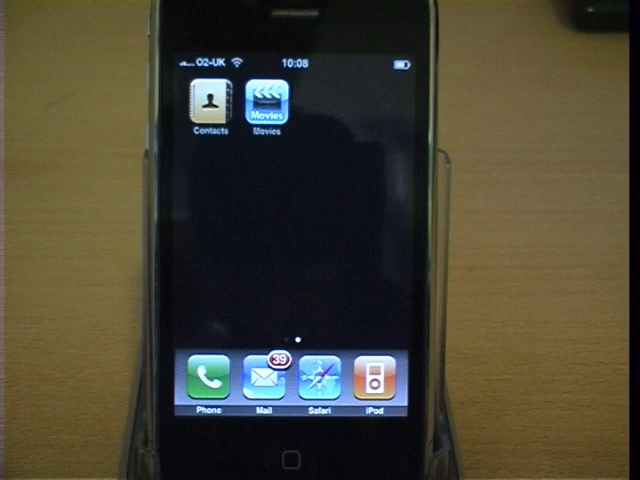 O2-UK 10:08
Movies
Contacts Movies
39
Phone Mail Safari iPod